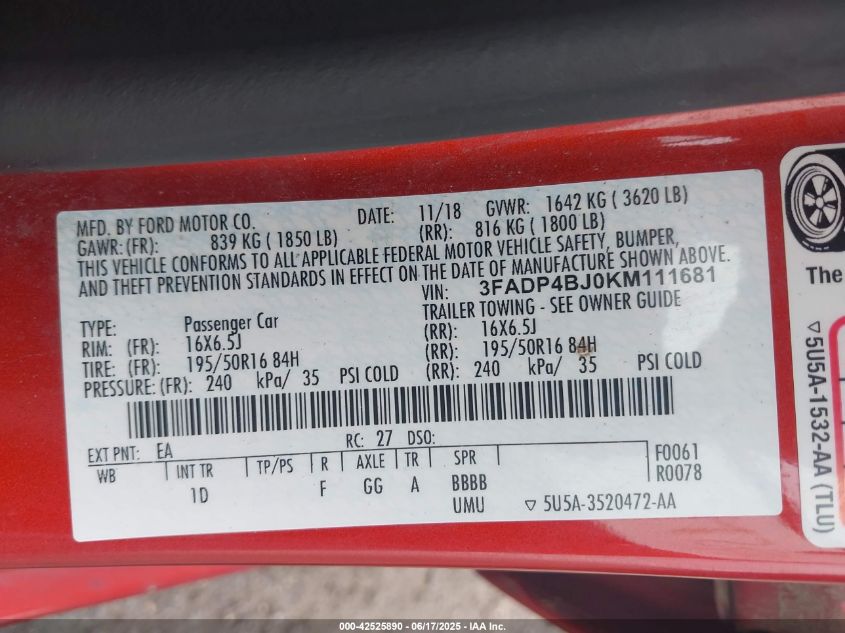 MFD. BY FORD MOTOR CO. DATE: 11/18 GVWR: 1642 KG ( 3620 LB)
GAWR: (FR): 839 KG ( 1850 LB) (RR): 816 KG ( 1800 LB)
THIS VEHICLE CONFORMS TO ALL APPLICABLE FEDERAL MOTOR VEHICLE SAFETY, BUMPER,
AND THEFT PREVENTION STANDARDS IN EFFECT ON THE DATE OF MANUFACTURE SHOWN ABOVE.
VIN: 3FADP4BJ0KM111681
TRAILER TOWING - SEE OWNER GUIDE
TYPE: Passenger Car
RIM: (FR): 16X6.5J (RR): 16X6.5J
TIRE: (FR): 195/50R16 84H (RR): 195/50R16 84H
PRESSURE: (FR): 240 kPa/ 35 PSI COLD (RR): 240 kPa/ 35 PSI COLD
EXT PNT: EA RC: 27 DSO: F0061
WB INT TR TP/PS R AXLE TR SPR R0078
1D F GG A BBBB
UMU ▽ 5U5A-3520472-AA
The
▽ 5U5A-1532-AA (TLU)
000-42525890 - 06/17/2025 - IAA Inc.